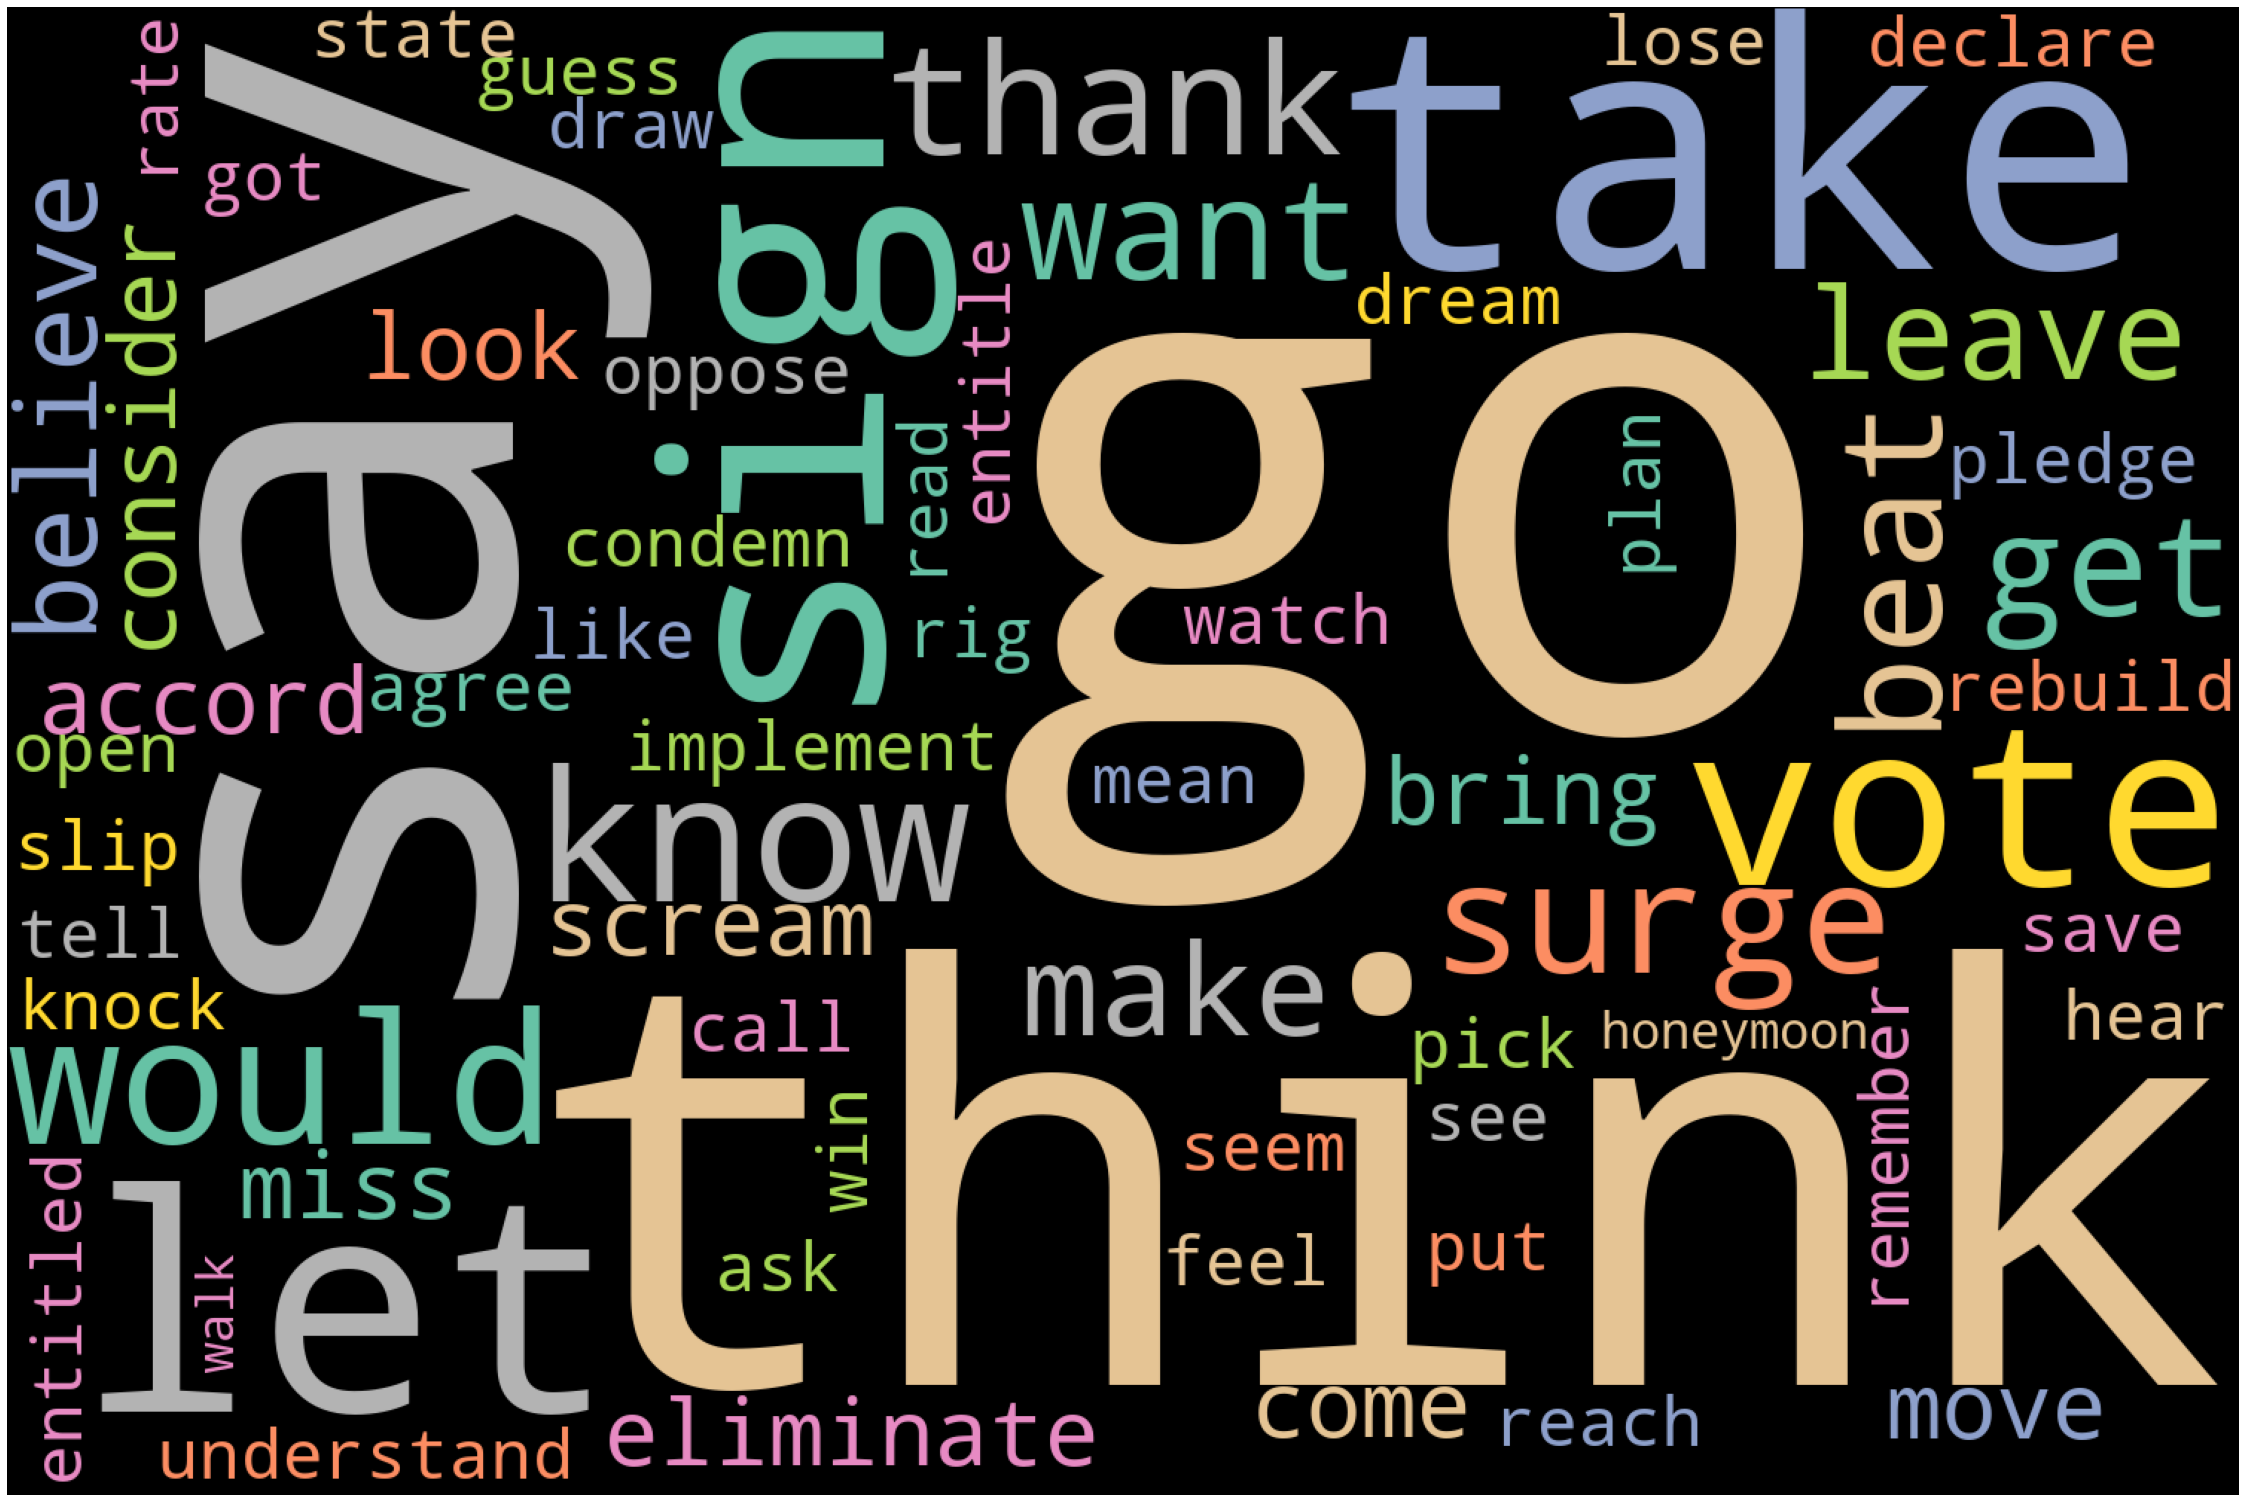 state
lose
declare
rate
guess
thank
take
draw
got
sign
say
want
believe
consider
entitle
dream
leave
look
oppose
go
plan
read
beat
pledge
condemn
get
like
rig
watch
accord
agree
rebuild
open
implement
mean
bring
vote
slip
know
tell
scream
surge
save
make
knock
call
pick
honeymoon
hear
would
think
remember
win
see
seem
miss
entitled
let
walk
ask
feel
put
come
reach
move
eliminate
understand